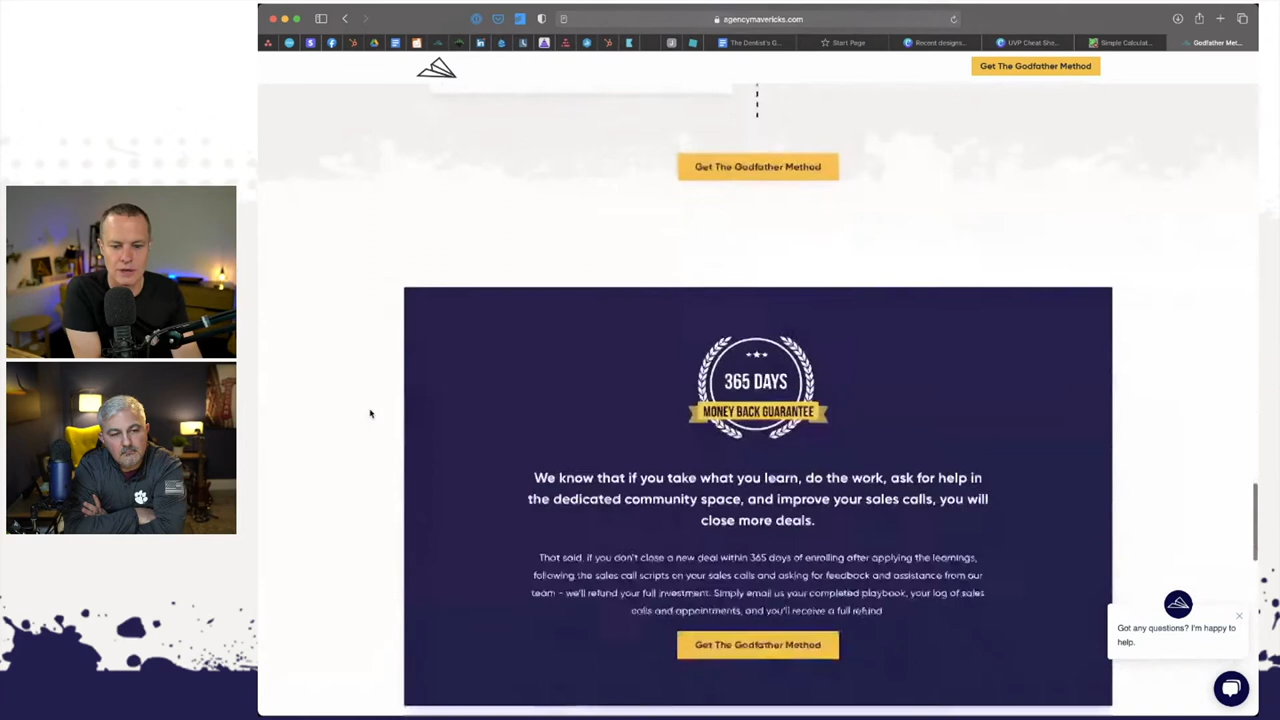 agencymavericks.com
The Dentist's G...
Start Page
Recent designs...
UVP Cheat She...
Simple Calculat...
Godfather Met...
Get The Godfather Method
Get The Godfather Method
365 DAYS
MONEY BACK GUARANTEE
We know that if you take what you learn, do the work, ask for help in
the dedicated community space, and improve your sales calls, you will
close more deals.
That said, if you don't close a new deal within 365 days of enrolling after applying the learnings,
following the sales call scripts on your sales calls and asking for feedback and assistance from our
team - we'll refund your full investment. Simply email us your completed playbook, your log of sales
calls and appointments, and you'll receive a full refund
Get The Godfather Method
Got any questions? I'm happy to
help.